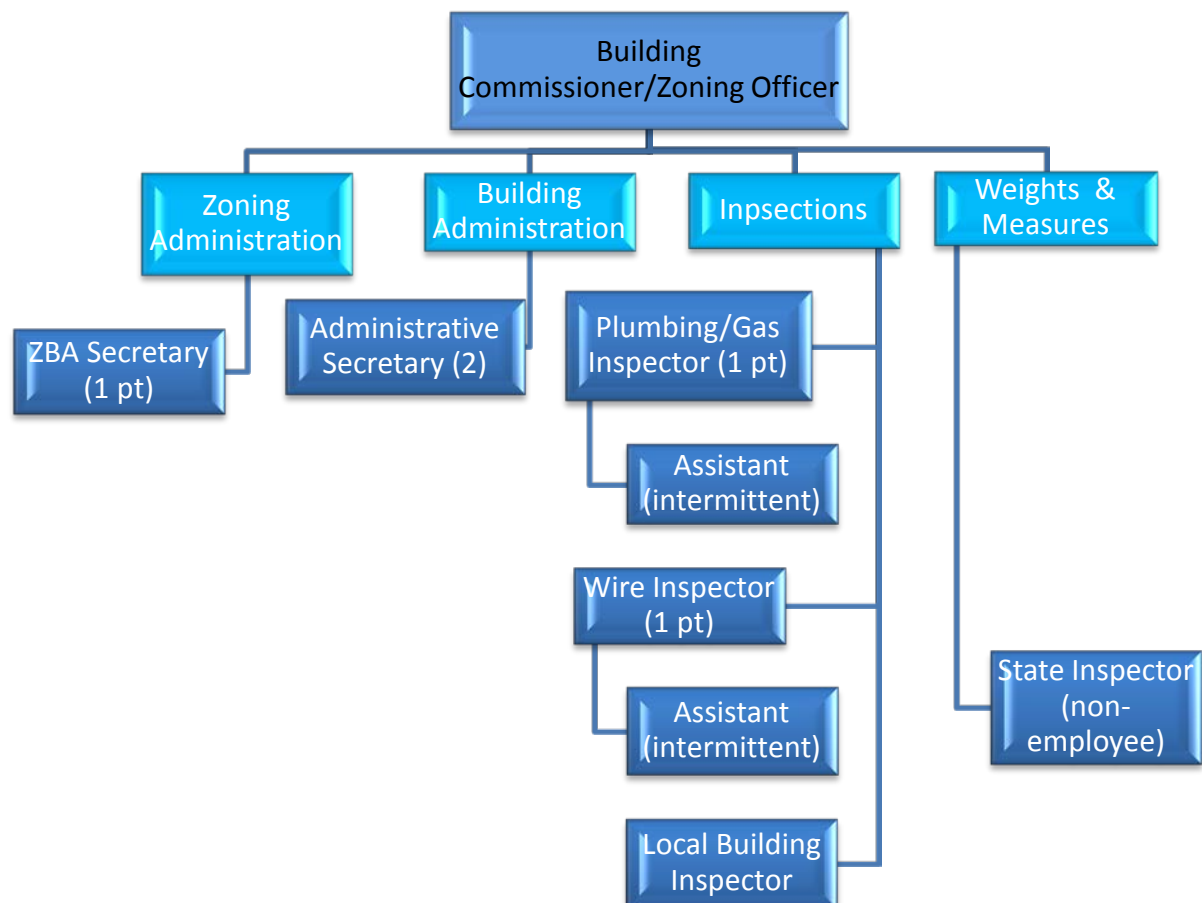 Building
Commissioner/Zoning Officer
Zoning
Administration
Building
Administration
Inpsections
Weights & 
Measures
ZBA Secretary
(1 pt)
Administrative
Secretary (2)
Plumbing/Gas
Inspector (1 pt)
Assistant
(intermittent)
Wire Inspector
(1 pt)
Assistant
(intermittent)
Local Building
Inspector
State Inspector
(non-
employee)